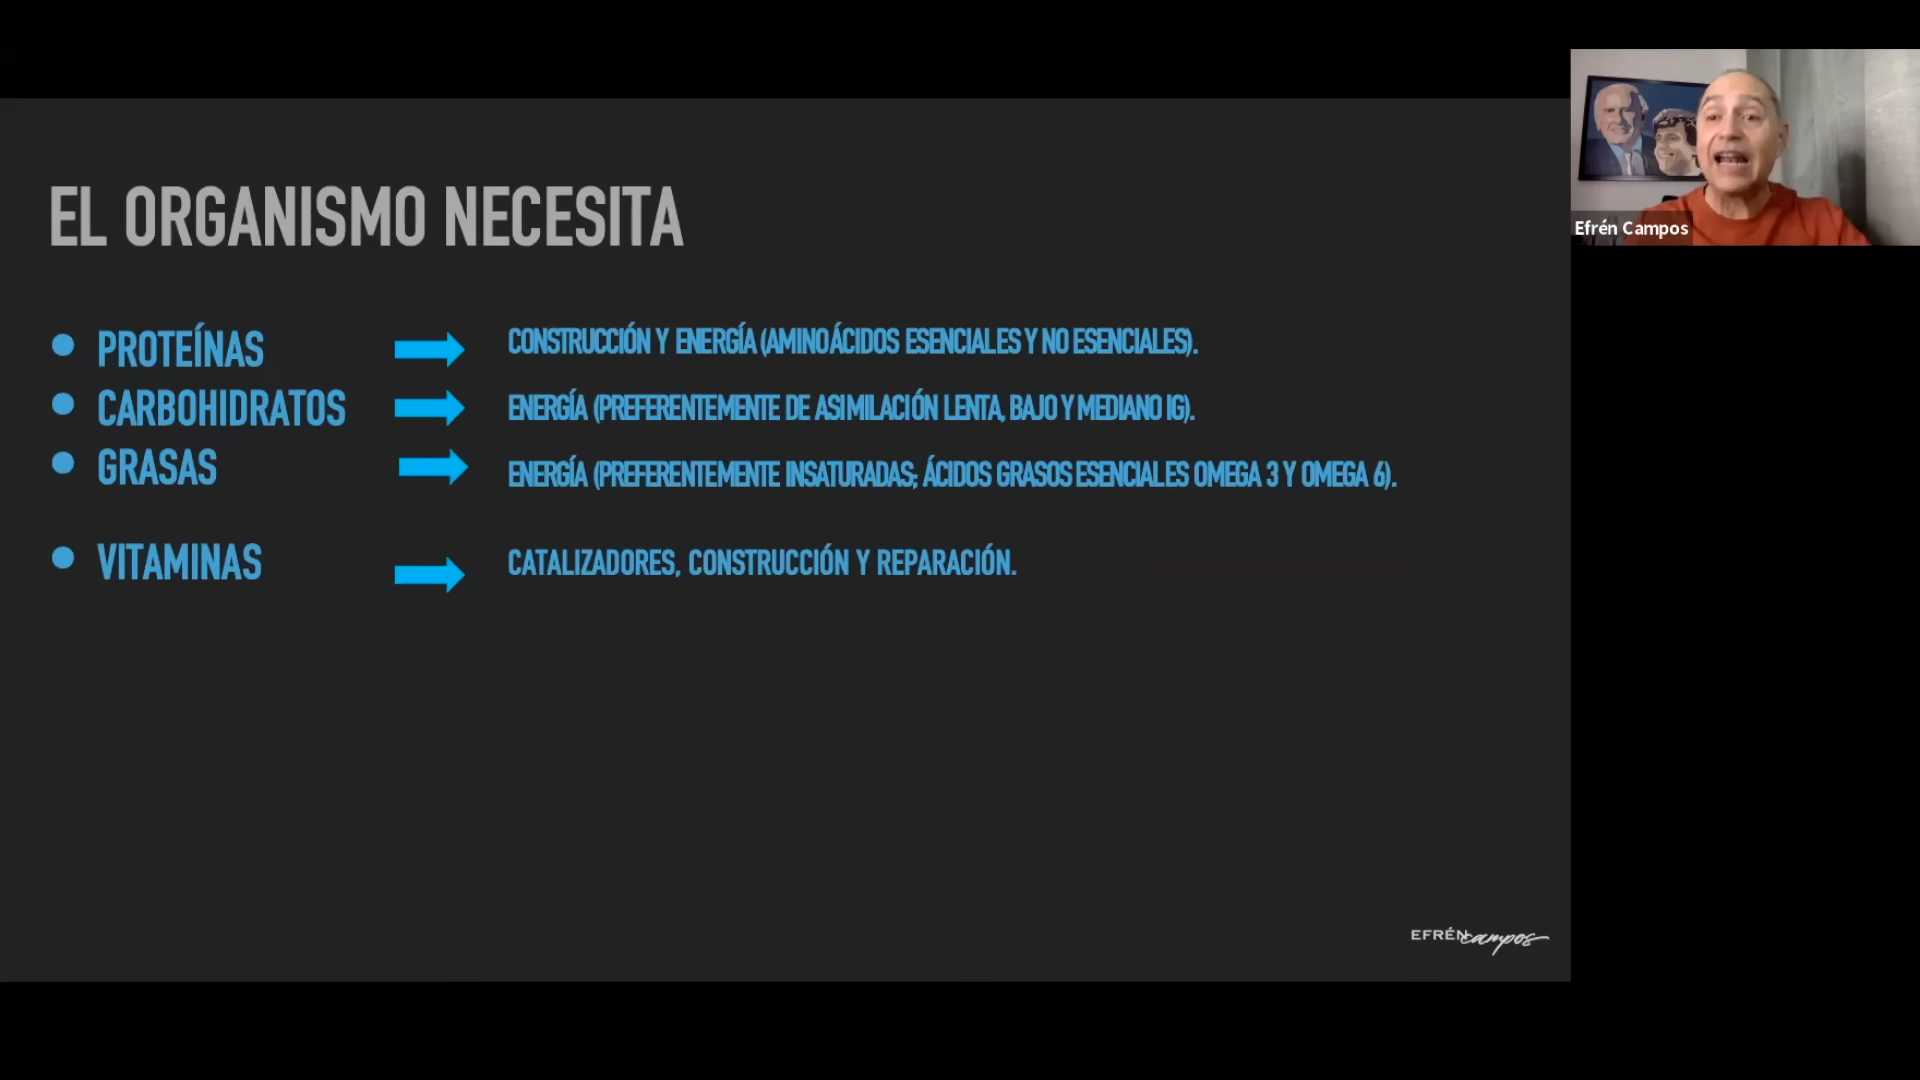 EL ORGANISMO NECESITA
PROTEÍNAS
CONSTRUCCIÓN Y ENERGÍA (AMINOÁCIDOS ESENCIALES Y NO ESENCIALES).
CARBOHIDRATOS
ENERGÍA (PREFERENTEMENTE DE ASIMILACIÓN LENTA, BAJO Y MEDIANO IG).
GRASAS
ENERGÍA (PREFERENTEMENTE INSATURADAS; ÁCIDOS GRASOS ESENCIALES OMEGA 3 Y OMEGA 6).
VITAMINAS
CATALIZADORES, CONSTRUCCIÓN Y REPARACIÓN.
Efrén Campos
EFRÉN campos